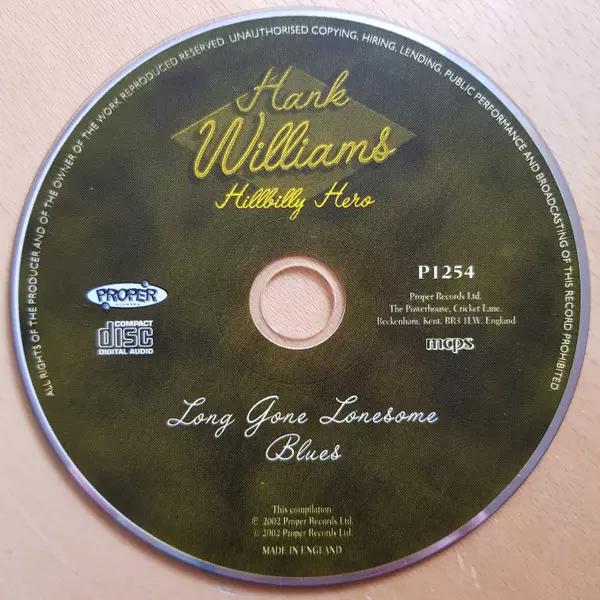 ALL RIGHTS OF THE PRODUCER AND OF THE OWNER OF THE WORK REPRODUCED RESERVED. UNAUTHORISED COPYING, HIRING, LENDING, PUBLIC PERFORMANCE AND BROADCASTING OF THIS RECORD PROHIBITED.
Hank
Williams
Hillbilly Hero
PROPER
RECORDS
COMPACT
disc
DIGITAL AUDIO
P1254
Proper Records Ltd.
The Powerhouse, Cricket Lane,
Beckenham, Kent. BR3 1LW. England
mcps
Long Gone Lonesome
Blues
This compilation
℗ 2002 Proper Records Ltd.
© 2002 Proper Records Ltd.
MADE IN ENGLAND